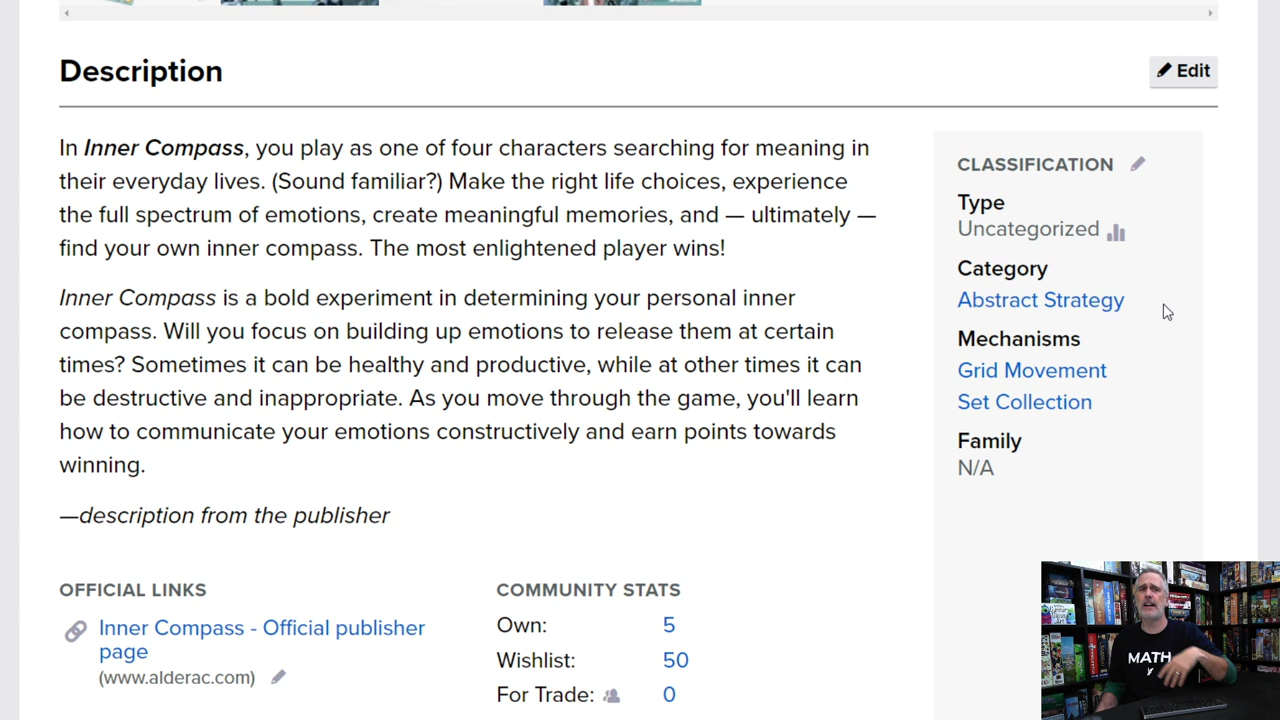 Description
Edit
In Inner Compass, you play as one of four characters searching for meaning in
their everyday lives. (Sound familiar?) Make the right life choices, experience
the full spectrum of emotions, create meaningful memories, and — ultimately —
find your own inner compass. The most enlightened player wins!
Inner Compass is a bold experiment in determining your personal inner
compass. Will you focus on building up emotions to release them at certain
times? Sometimes it can be healthy and productive, while at other times it can
be destructive and inappropriate. As you move through the game, you'll learn
how to communicate your emotions constructively and earn points towards
winning.
—description from the publisher
CLASSIFICATION
Type
Uncategorized
Category
Abstract Strategy
Mechanisms
Grid Movement
Set Collection
Family
N/A
OFFICIAL LINKS
Inner Compass - Official publisher
page
(www.alderac.com)
COMMUNITY STATS
Own: 5
Wishlist: 50
For Trade: 0
MATH